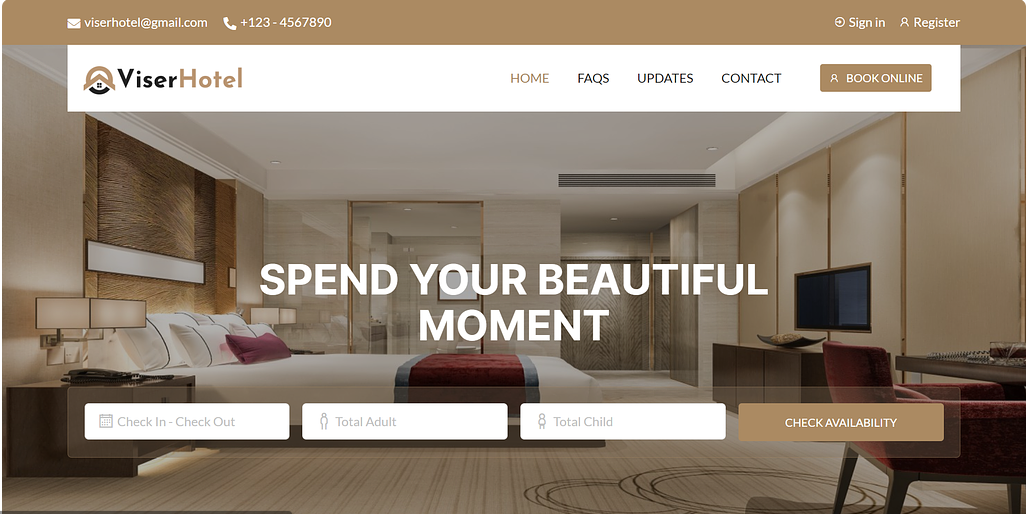 viserhotel@gmail.com +123 - 4567890 Sign in Register
ViserHotel HOME FAQS UPDATES CONTACT BOOK ONLINE
SPEND YOUR BEAUTIFUL
MOMENT
Check In - Check Out Total Adult Total Child CHECK AVAILABILITY